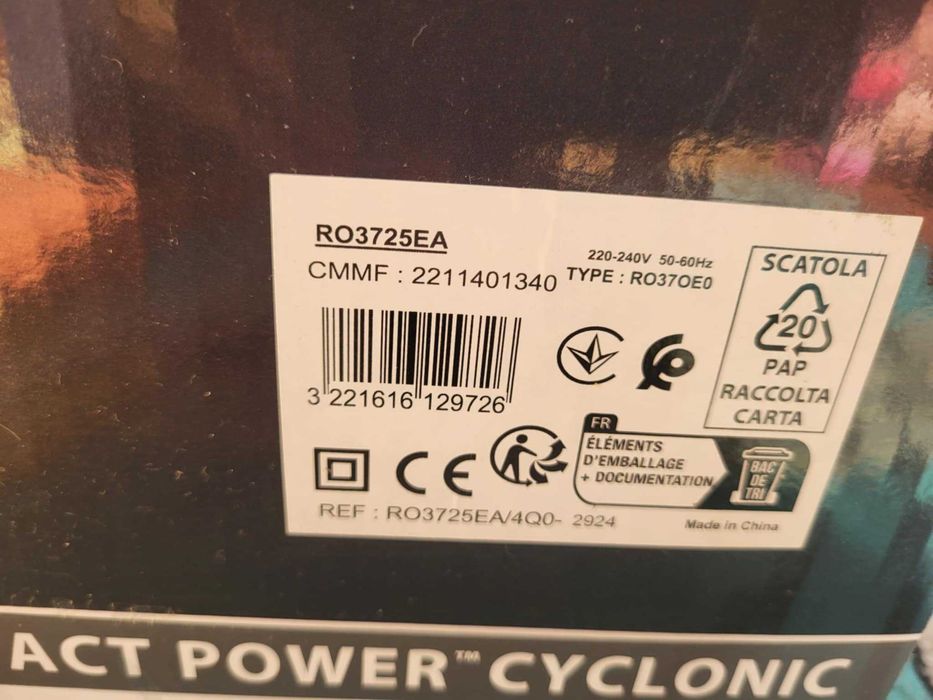 RO3725EA
CMMF : 2211401340
220-240V 50-60Hz
TYPE : RO37OE0
3 221616 129726
SCATOLA
20
PAP
RACCOLTA
CARTA
CE
FR
ÉLÉMENTS
D'EMBALLAGE
+ DOCUMENTATION
BAC
DE
TRI
REF : RO3725EA/4Q0- 2924
Made in China
ACT POWER™ CYCLONIC